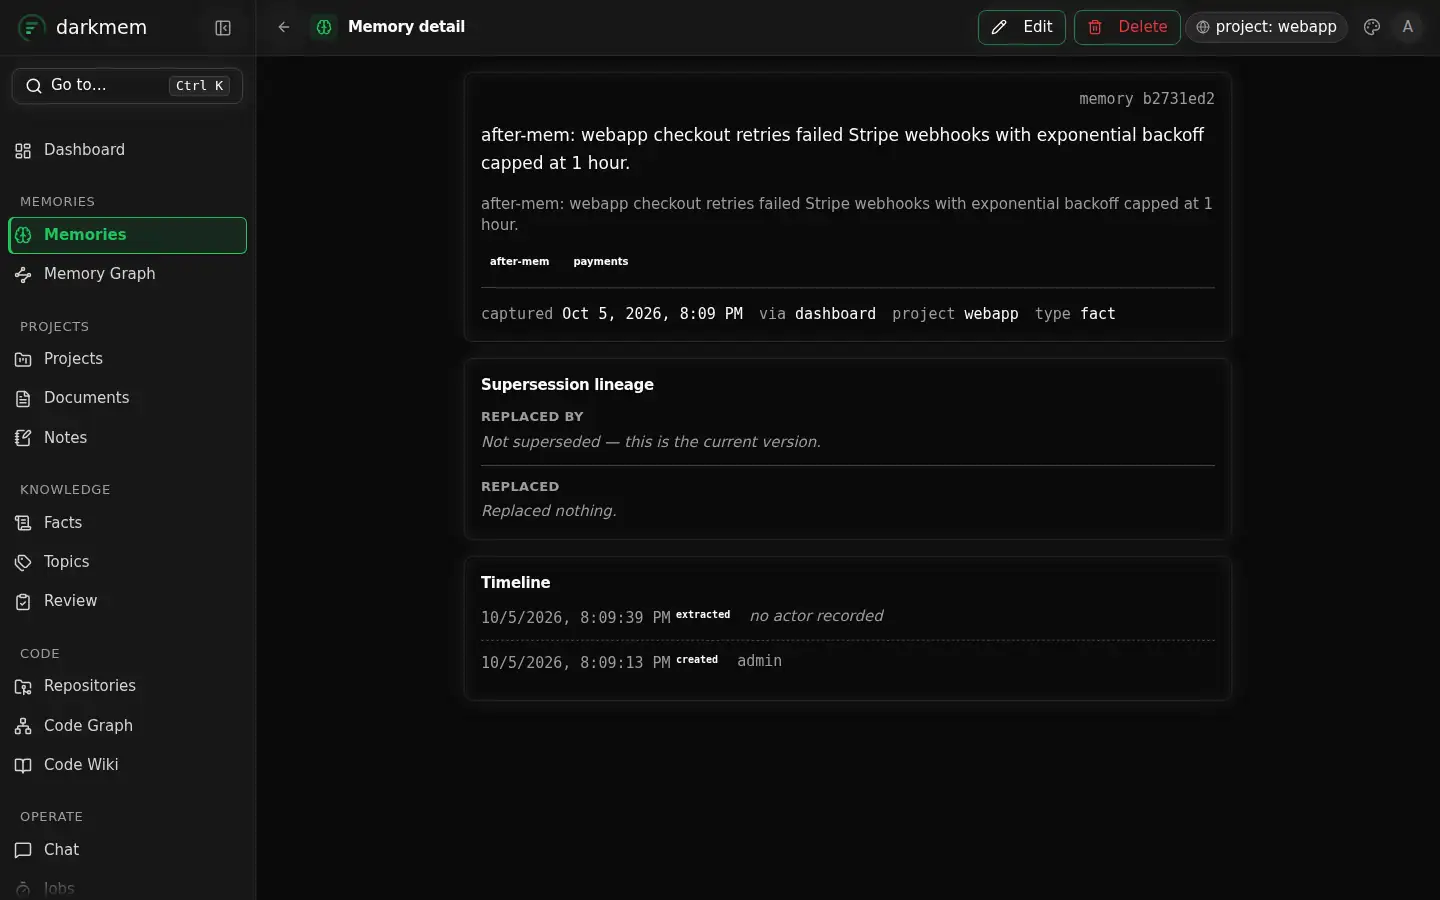 darkmem
Memory detail
Edit
Delete
project: webapp
A
Go to...
Ctrl K
Dashboard
MEMORIES
Memories
Memory Graph
PROJECTS
Projects
Documents
Notes
KNOWLEDGE
Facts
Topics
Review
CODE
Repositories
Code Graph
Code Wiki
OPERATE
Chat
Jobs
memory b2731ed2
after-mem: webapp checkout retries failed Stripe webhooks with exponential backoff
capped at 1 hour.
after-mem: webapp checkout retries failed Stripe webhooks with exponential backoff capped at 1
hour.
after-mem payments
captured Oct 5, 2026, 8:09 PM via dashboard project webapp type fact
Supersession lineage
REPLACED BY
Not superseded — this is the current version.
REPLACED
Replaced nothing.
Timeline
10/5/2026, 8:09:39 PM extracted no actor recorded
10/5/2026, 8:09:13 PM created admin